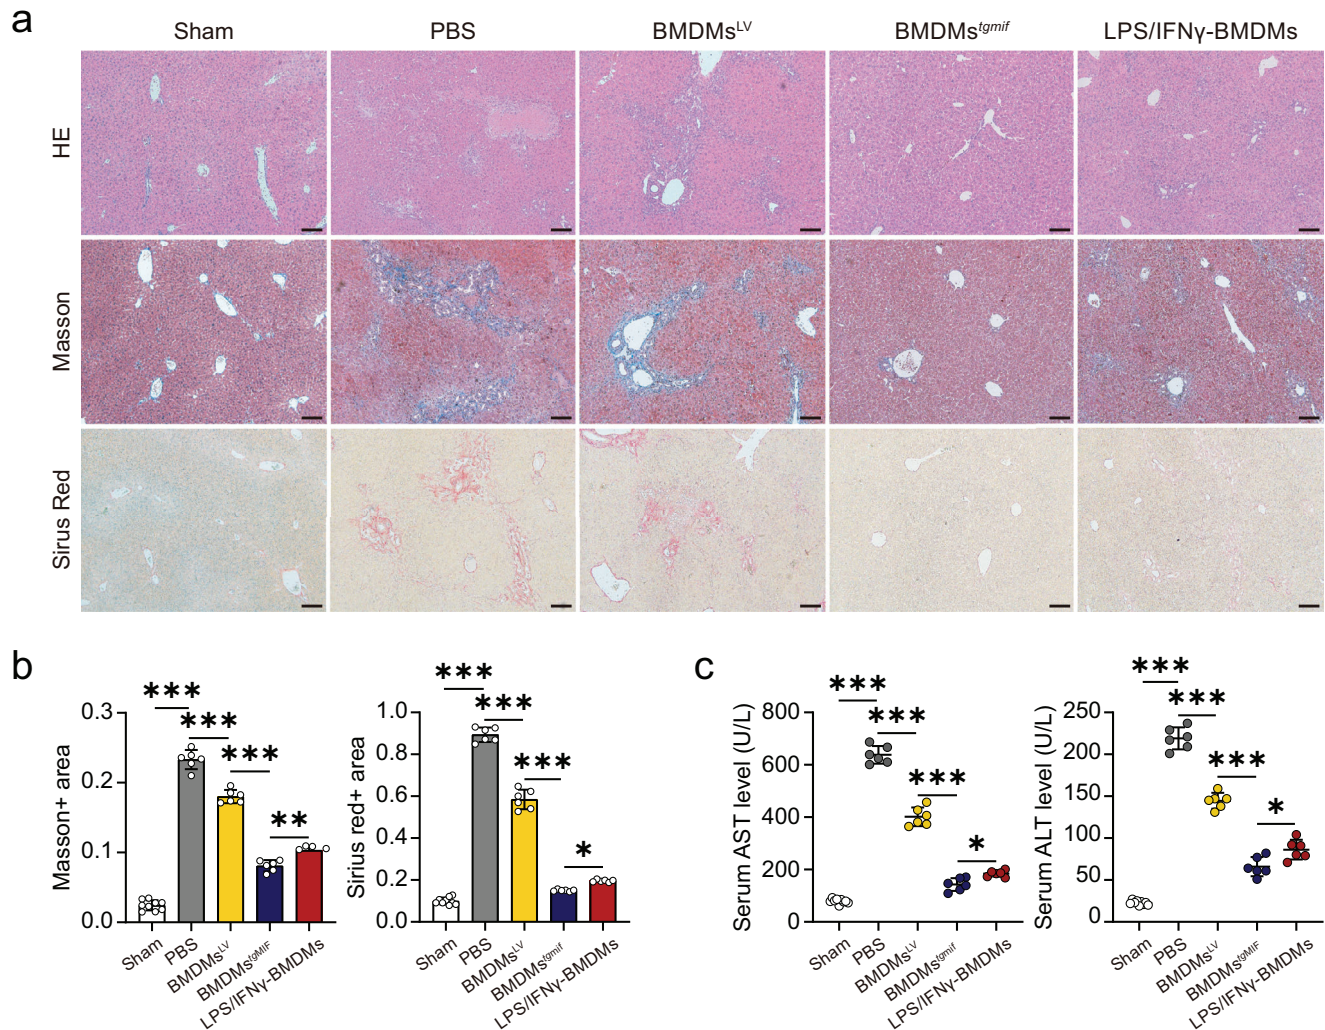 a
Sham PBS BMDMsᴸⱽ BMDMsᵗᵍᵐⁱᶠ LPS/IFNγ-BMDMs
HE
Masson
Sirus Red
b
Masson+ area
0.3
0.2
0.1
0.0
*** *** *** **
Sham PBS BMDMsᴸⱽ BMDMsᵗᵍᴹᴵF LPS/IFNγ-BMDMs
Sirius red+ area
1.0
0.8
0.6
0.4
0.2
0.0
*** *** *** *
Sham PBS BMDMsᴸⱽ BMDMsᵗᵍᵐⁱᶠ LPS/IFNγ-BMDMs
c
Serum AST level (U/L)
800
600
400
200
0
*** *** *** *
Sham PBS BMDMsᴸⱽ BMDMsᵗᵍᵐⁱᶠ LPS/IFNγ-BMDMs
Serum ALT level (U/L)
250
200
150
100
50
0
*** *** *** *
Sham PBS BMDMsᴸⱽ BMDMsᵗᵍᴹᴵF LPS/IFNγ-BMDMs